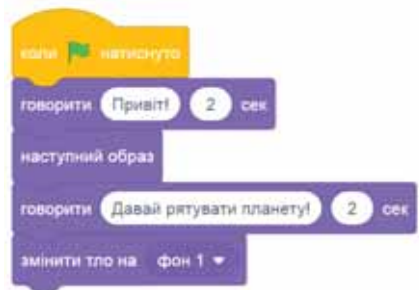 коли натиснуто
говорити Привіт! 2 сек
наступний образ
говорити Давай рятувати планету! 2 сек
змінити тло на фон 1